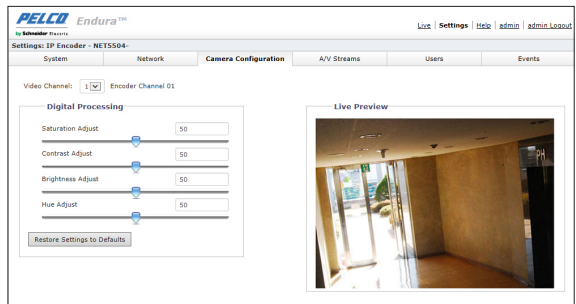 PELCO Endura™
by Schneider Electric
Live | Settings | Help | admin | admin Logout
Settings: IP Encoder - NET5504-
System Network Camera Configuration A/V Streams Users Events
Video Channel: 1 Encoder Channel 01
Digital Processing
Saturation Adjust 50
Contrast Adjust 50
Brightness Adjust 50
Hue Adjust 50
Restore Settings to Defaults
Live Preview
PH